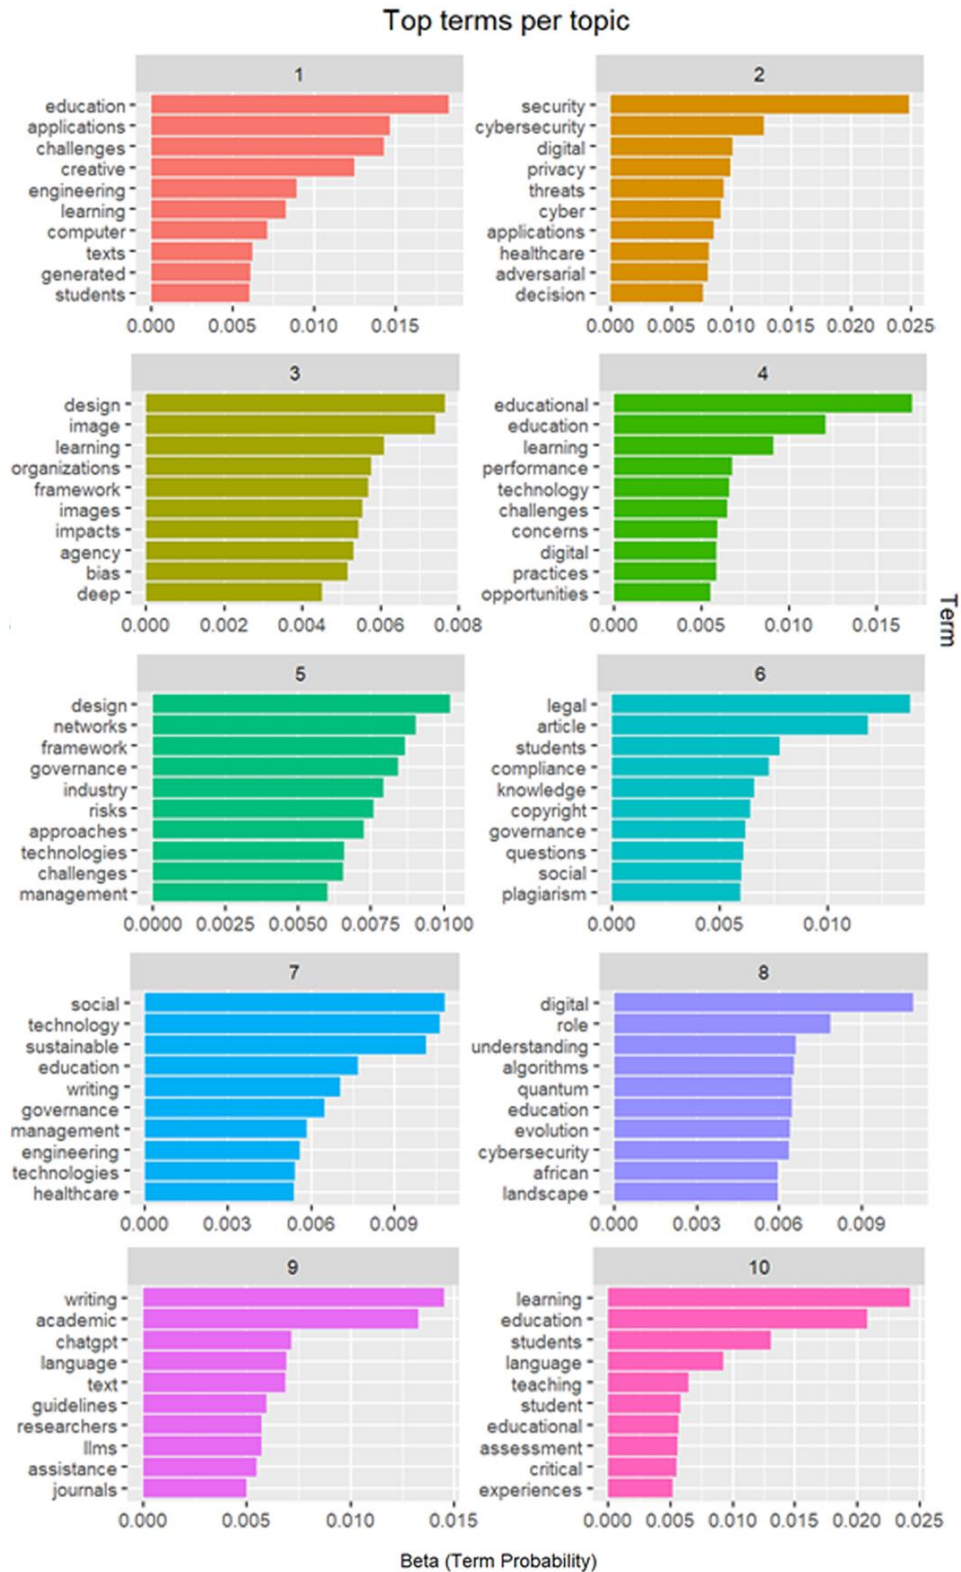 Top terms per topic
1
education
applications
challenges
creative
engineering
learning
computer
texts
generated
students
0.000 0.005 0.010 0.015
2
security
cybersecurity
digital
privacy
threats
cyber
applications
healthcare
adversarial
decision
0.000 0.005 0.010 0.015 0.020 0.025
3
design
image
learning
organizations
framework
images
impacts
agency
bias
deep
0.000 0.002 0.004 0.006 0.008
4
educational
education
learning
performance
technology
challenges
concerns
digital
practices
opportunities
0.000 0.005 0.010 0.015
Term
5
design
networks
framework
governance
industry
risks
approaches
technologies
challenges
management
0.0000 0.0025 0.0050 0.0075 0.0100
6
legal
article
students
compliance
knowledge
copyright
governance
questions
social
plagiarism
0.000 0.005 0.010
7
social
technology
sustainable
education
writing
governance
management
engineering
technologies
healthcare
0.000 0.003 0.006 0.009
8
digital
role
understanding
algorithms
quantum
education
evolution
cybersecurity
african
landscape
0.000 0.003 0.006 0.009
9
writing
academic
chatgpt
language
text
guidelines
researchers
llms
assistance
journals
0.000 0.005 0.010 0.015
10
learning
education
students
language
teaching
student
educational
assessment
critical
experiences
0.000 0.005 0.010 0.015 0.020 0.025
Beta (Term Probability)